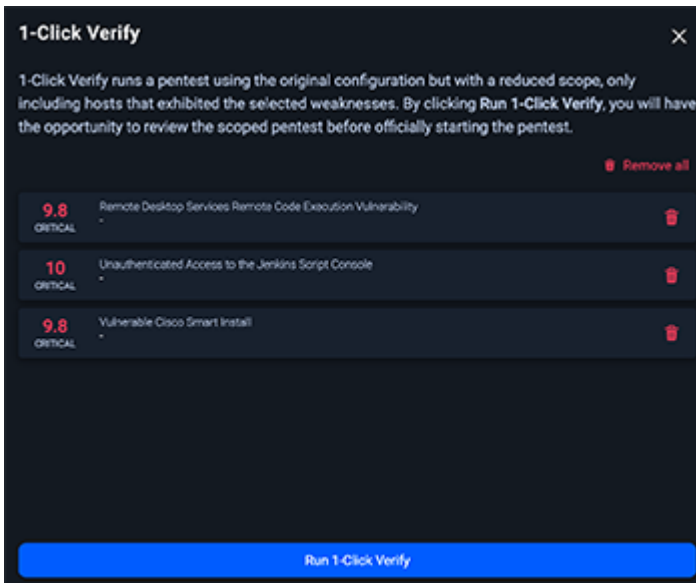 1-Click Verify
1-Click Verify runs a pentest using the original configuration but with a reduced scope, only
including hosts that exhibited the selected weaknesses. By clicking Run 1-Click Verify, you will have
the opportunity to review the scoped pentest before officially starting the pentest.
Remove all
9.8 Remote Desktop Services Remote Code Execution Vulnerability
CRITICAL -
10 Unauthenticated Access to the Jenkins Script Console
CRITICAL -
9.8 Vulnerable Cisco Smart Install
CRITICAL -
Run 1-Click Verify